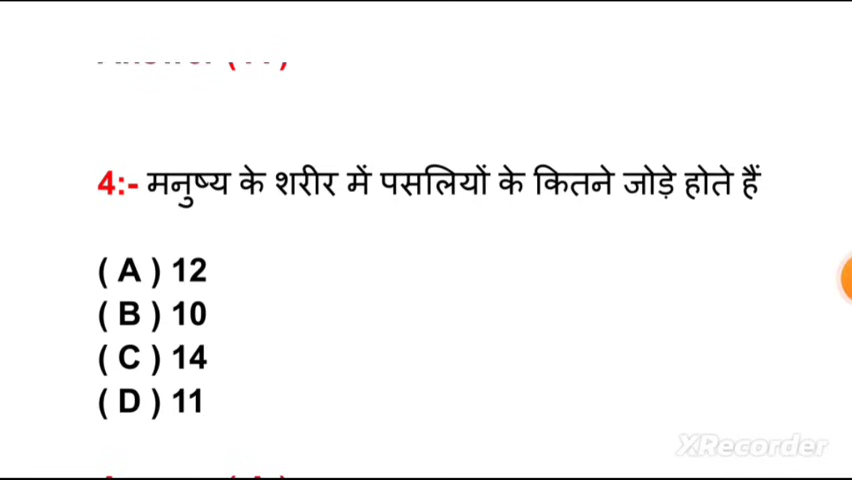 4:- मनुष्य के शरीर में पसलियों के कितने जोड़े होते हैं
( A ) 12
( B ) 10
( C ) 14
( D ) 11
XRecorder